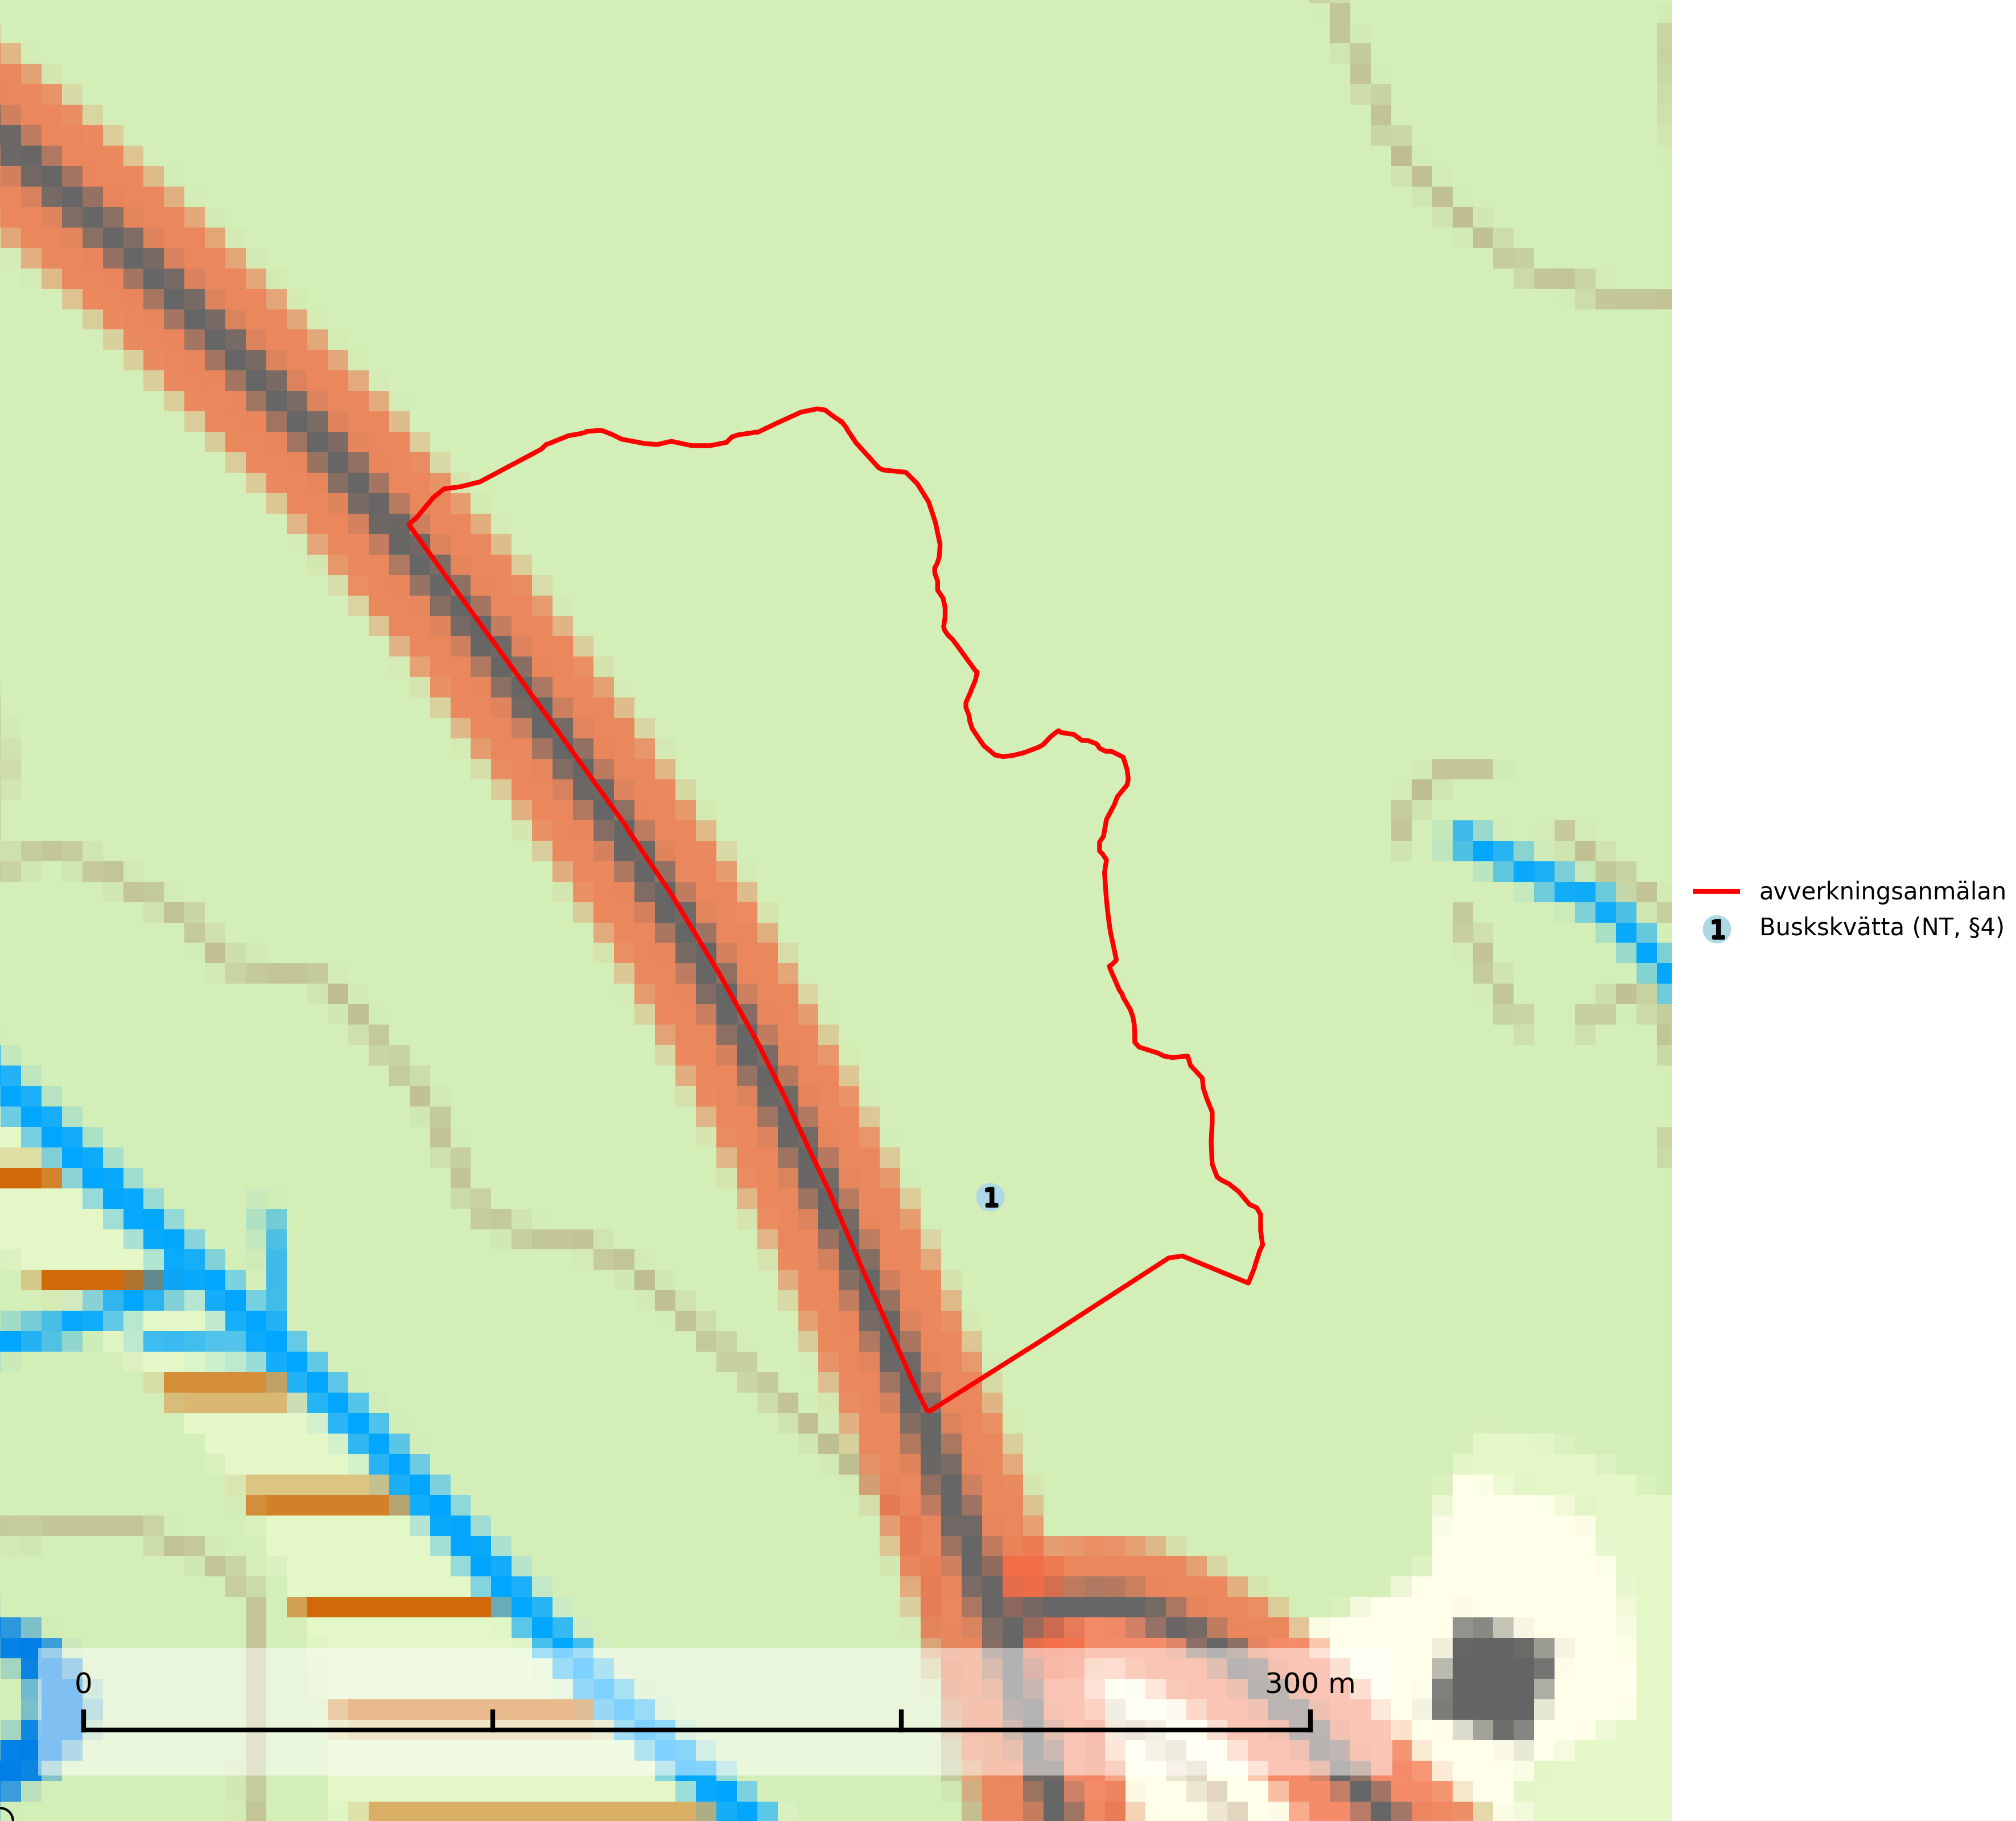 avverkningsanmälan
1 Buskskvätta (NT, §4)
1
0 300 m